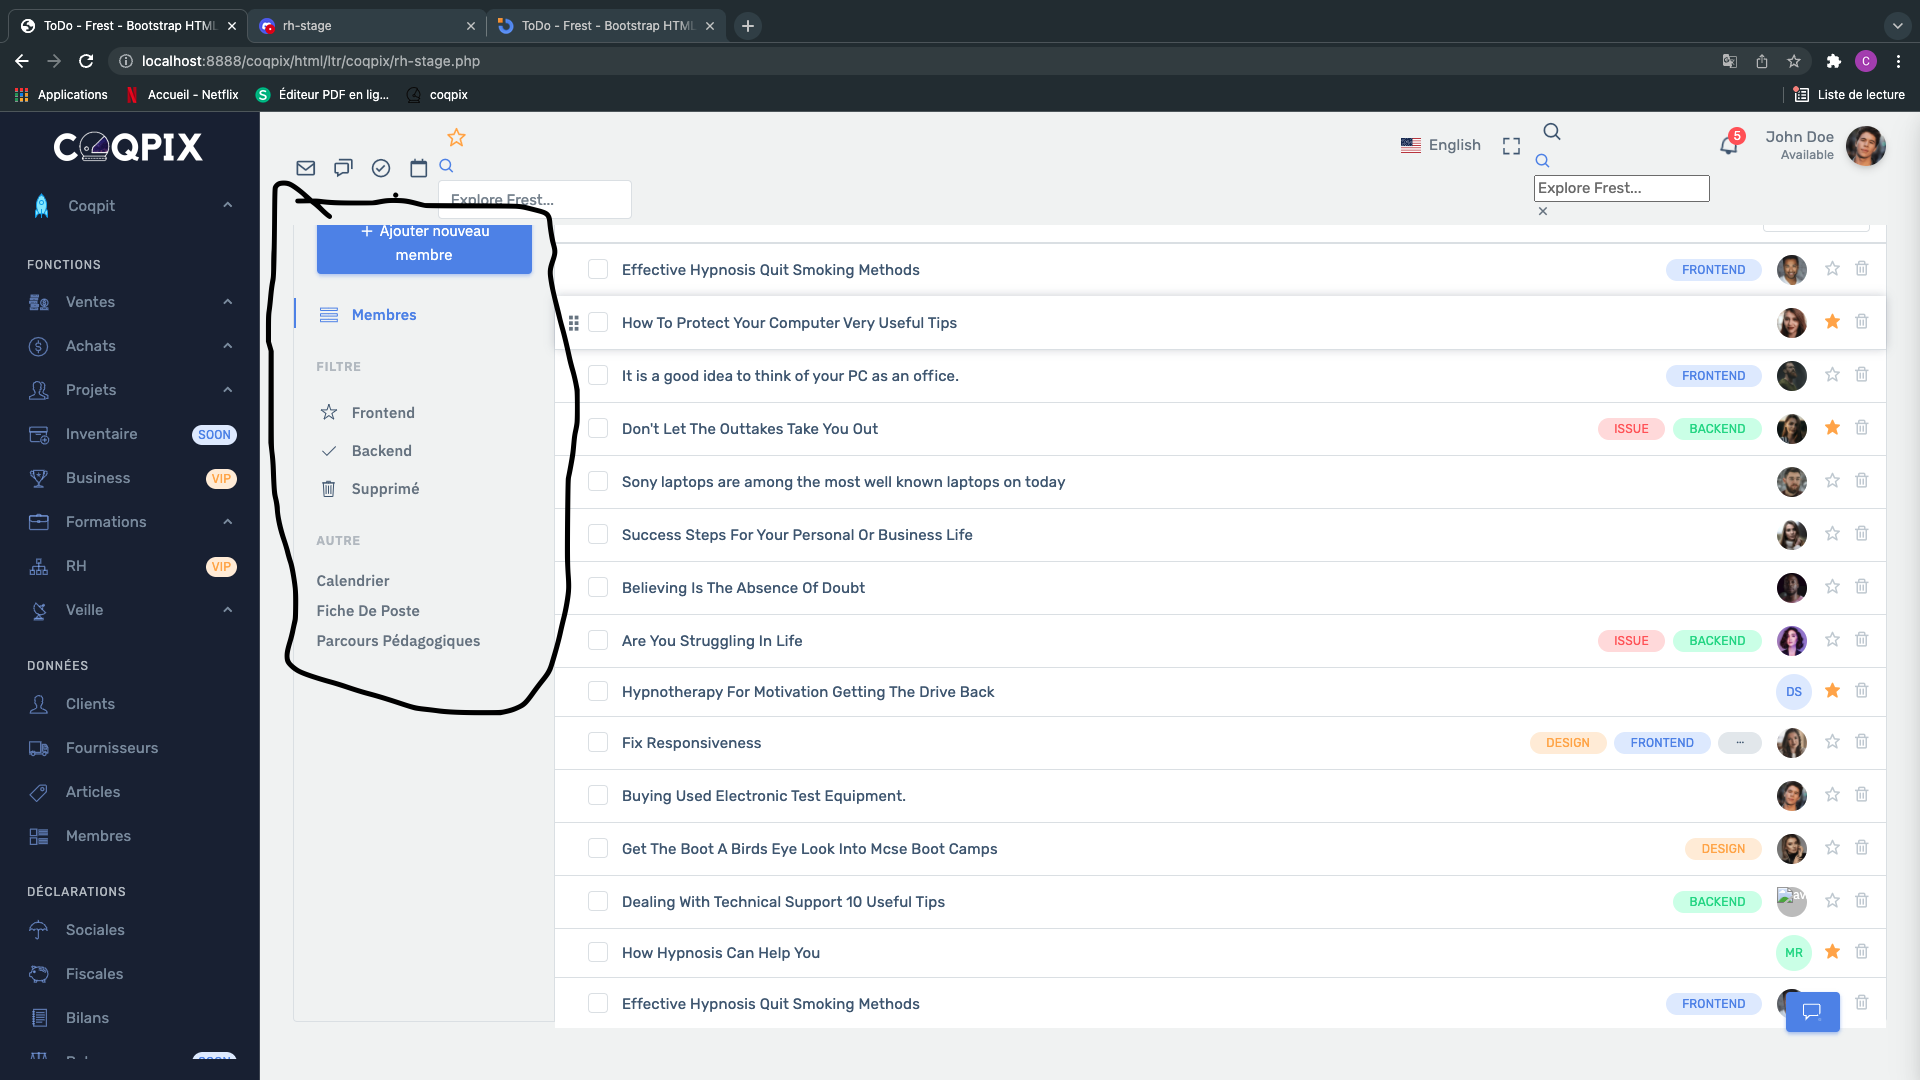 ToDo - Frest - Bootstrap HTML
rh-stage
ToDo - Frest - Bootstrap HTML
localhost:8888/coqpix/html/ltr/coqpix/rh-stage.php
C
Applications
Accueil - Netflix
Éditeur PDF en lig...
coqpix
Liste de lecture
COQPIX
Coqpit
FONCTIONS
Ventes
Achats
Projets
Inventaire SOON
Business VIP
Formations
RH VIP
Veille
DONNÉES
Clients
Fournisseurs
Articles
Membres
DÉCLARATIONS
Sociales
Fiscales
Bilans
SOON
Explore Frest...
English
Explore Frest...
5
John Doe
Available
+ Ajouter nouveau
membre
Membres
FILTRE
Frontend
Backend
Supprimé
AUTRE
Calendrier
Fiche De Poste
Parcours Pédagogiques
Effective Hypnosis Quit Smoking Methods FRONTEND
How To Protect Your Computer Very Useful Tips
It is a good idea to think of your PC as an office. FRONTEND
Don't Let The Outtakes Take You Out ISSUE BACKEND
Sony laptops are among the most well known laptops on today
Success Steps For Your Personal Or Business Life
Believing Is The Absence Of Doubt
Are You Struggling In Life ISSUE BACKEND
Hypnotherapy For Motivation Getting The Drive Back DS
Fix Responsiveness DESIGN FRONTEND ...
Buying Used Electronic Test Equipment.
Get The Boot A Birds Eye Look Into Mcse Boot Camps DESIGN
Dealing With Technical Support 10 Useful Tips BACKEND
How Hypnosis Can Help You MR
Effective Hypnosis Quit Smoking Methods FRONTEND